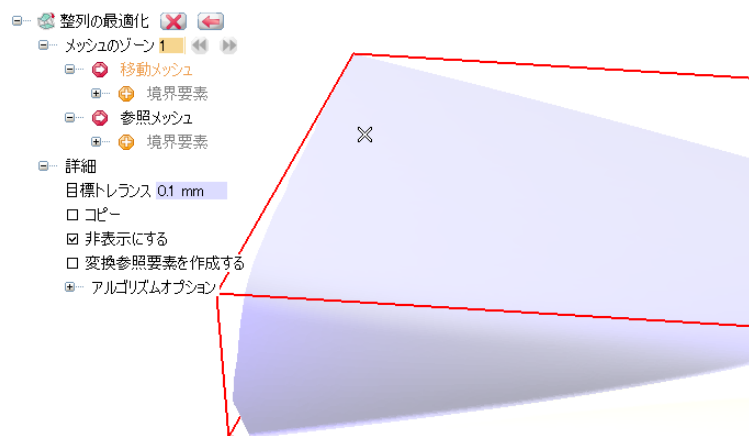 整列の最適化
メッシュのゾーン 1
移動メッシュ
境界要素
参照メッシュ
境界要素
詳細
目標トレランス 0.1 mm
コピー
非表示にする
変換参照要素を作成する
アルゴリズムオプション